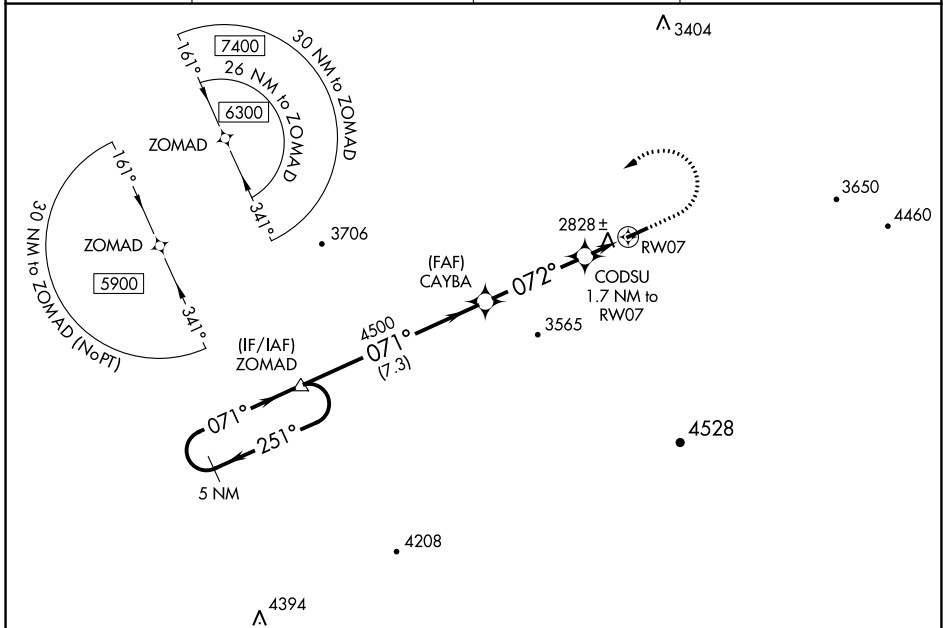 3404
7400
30 NM to ZOMAD
161°
26 NM to ZOMAD
6300
ZOMAD
341°
161°
30 NM to ZOMAD (NoPT)
ZOMAD
5900
341°
3706
3650
4460
2828 ±
RW07
(FAF)
CAYBA
072°
CODSU
1.7 NM to
RW07
3565
4500
071°
(7.3)
(IF/IAF)
ZOMAD
071°
251°
5 NM
4528
4208
4394